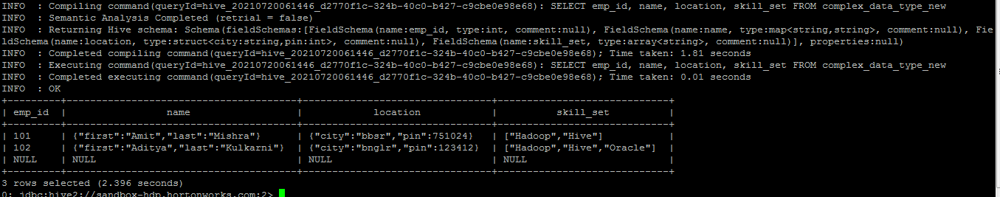 INFO  : Compiling command(queryId=hive_20210720061446_d2770f1c-324b-40c0-b427-c9cbe0e98e68): SELECT emp_id, name, location, skill_set FROM complex_data_type_new
INFO  : Semantic Analysis Completed (retrial = false)
INFO  : Returning Hive schema: Schema(fieldSchemas:[FieldSchema(name:emp_id, type:int, comment:null), FieldSchema(name:name, type:map<string,string>, comment:null), Fie
ldSchema(name:location, type:struct<city:string,pin:int>, comment:null), FieldSchema(name:skill_set, type:array<string>, comment:null)], properties:null)
INFO  : Completed compiling command(queryId=hive_20210720061446_d2770f1c-324b-40c0-b427-c9cbe0e98e68); Time taken: 1.81 seconds
INFO  : Executing command(queryId=hive_20210720061446_d2770f1c-324b-40c0-b427-c9cbe0e98e68): SELECT emp_id, name, location, skill_set FROM complex_data_type_new
INFO  : Completed executing command(queryId=hive_20210720061446_d2770f1c-324b-40c0-b427-c9cbe0e98e68); Time taken: 0.01 seconds
INFO  : OK
+---------+---------------------------------------+--------------------------------+-----------------------------+
| emp_id  |                 name                  |            location            |          skill_set          |
+---------+---------------------------------------+--------------------------------+-----------------------------+
| 101     | {"first":"Amit","last":"Mishra"}      | {"city":"bbsr","pin":751024}   | ["Hadoop","Hive"]           |
| 102     | {"first":"Aditya","last":"Kulkarni"}  | {"city":"bnglr","pin":123412}  | ["Hadoop","Hive","Oracle"]  |
| NULL    | NULL                                  | NULL                           | NULL                        |
+---------+---------------------------------------+--------------------------------+-----------------------------+
3 rows selected (2.396 seconds)
0: jdbc:hive2://sandbox-hdp.hortonworks.com:2>